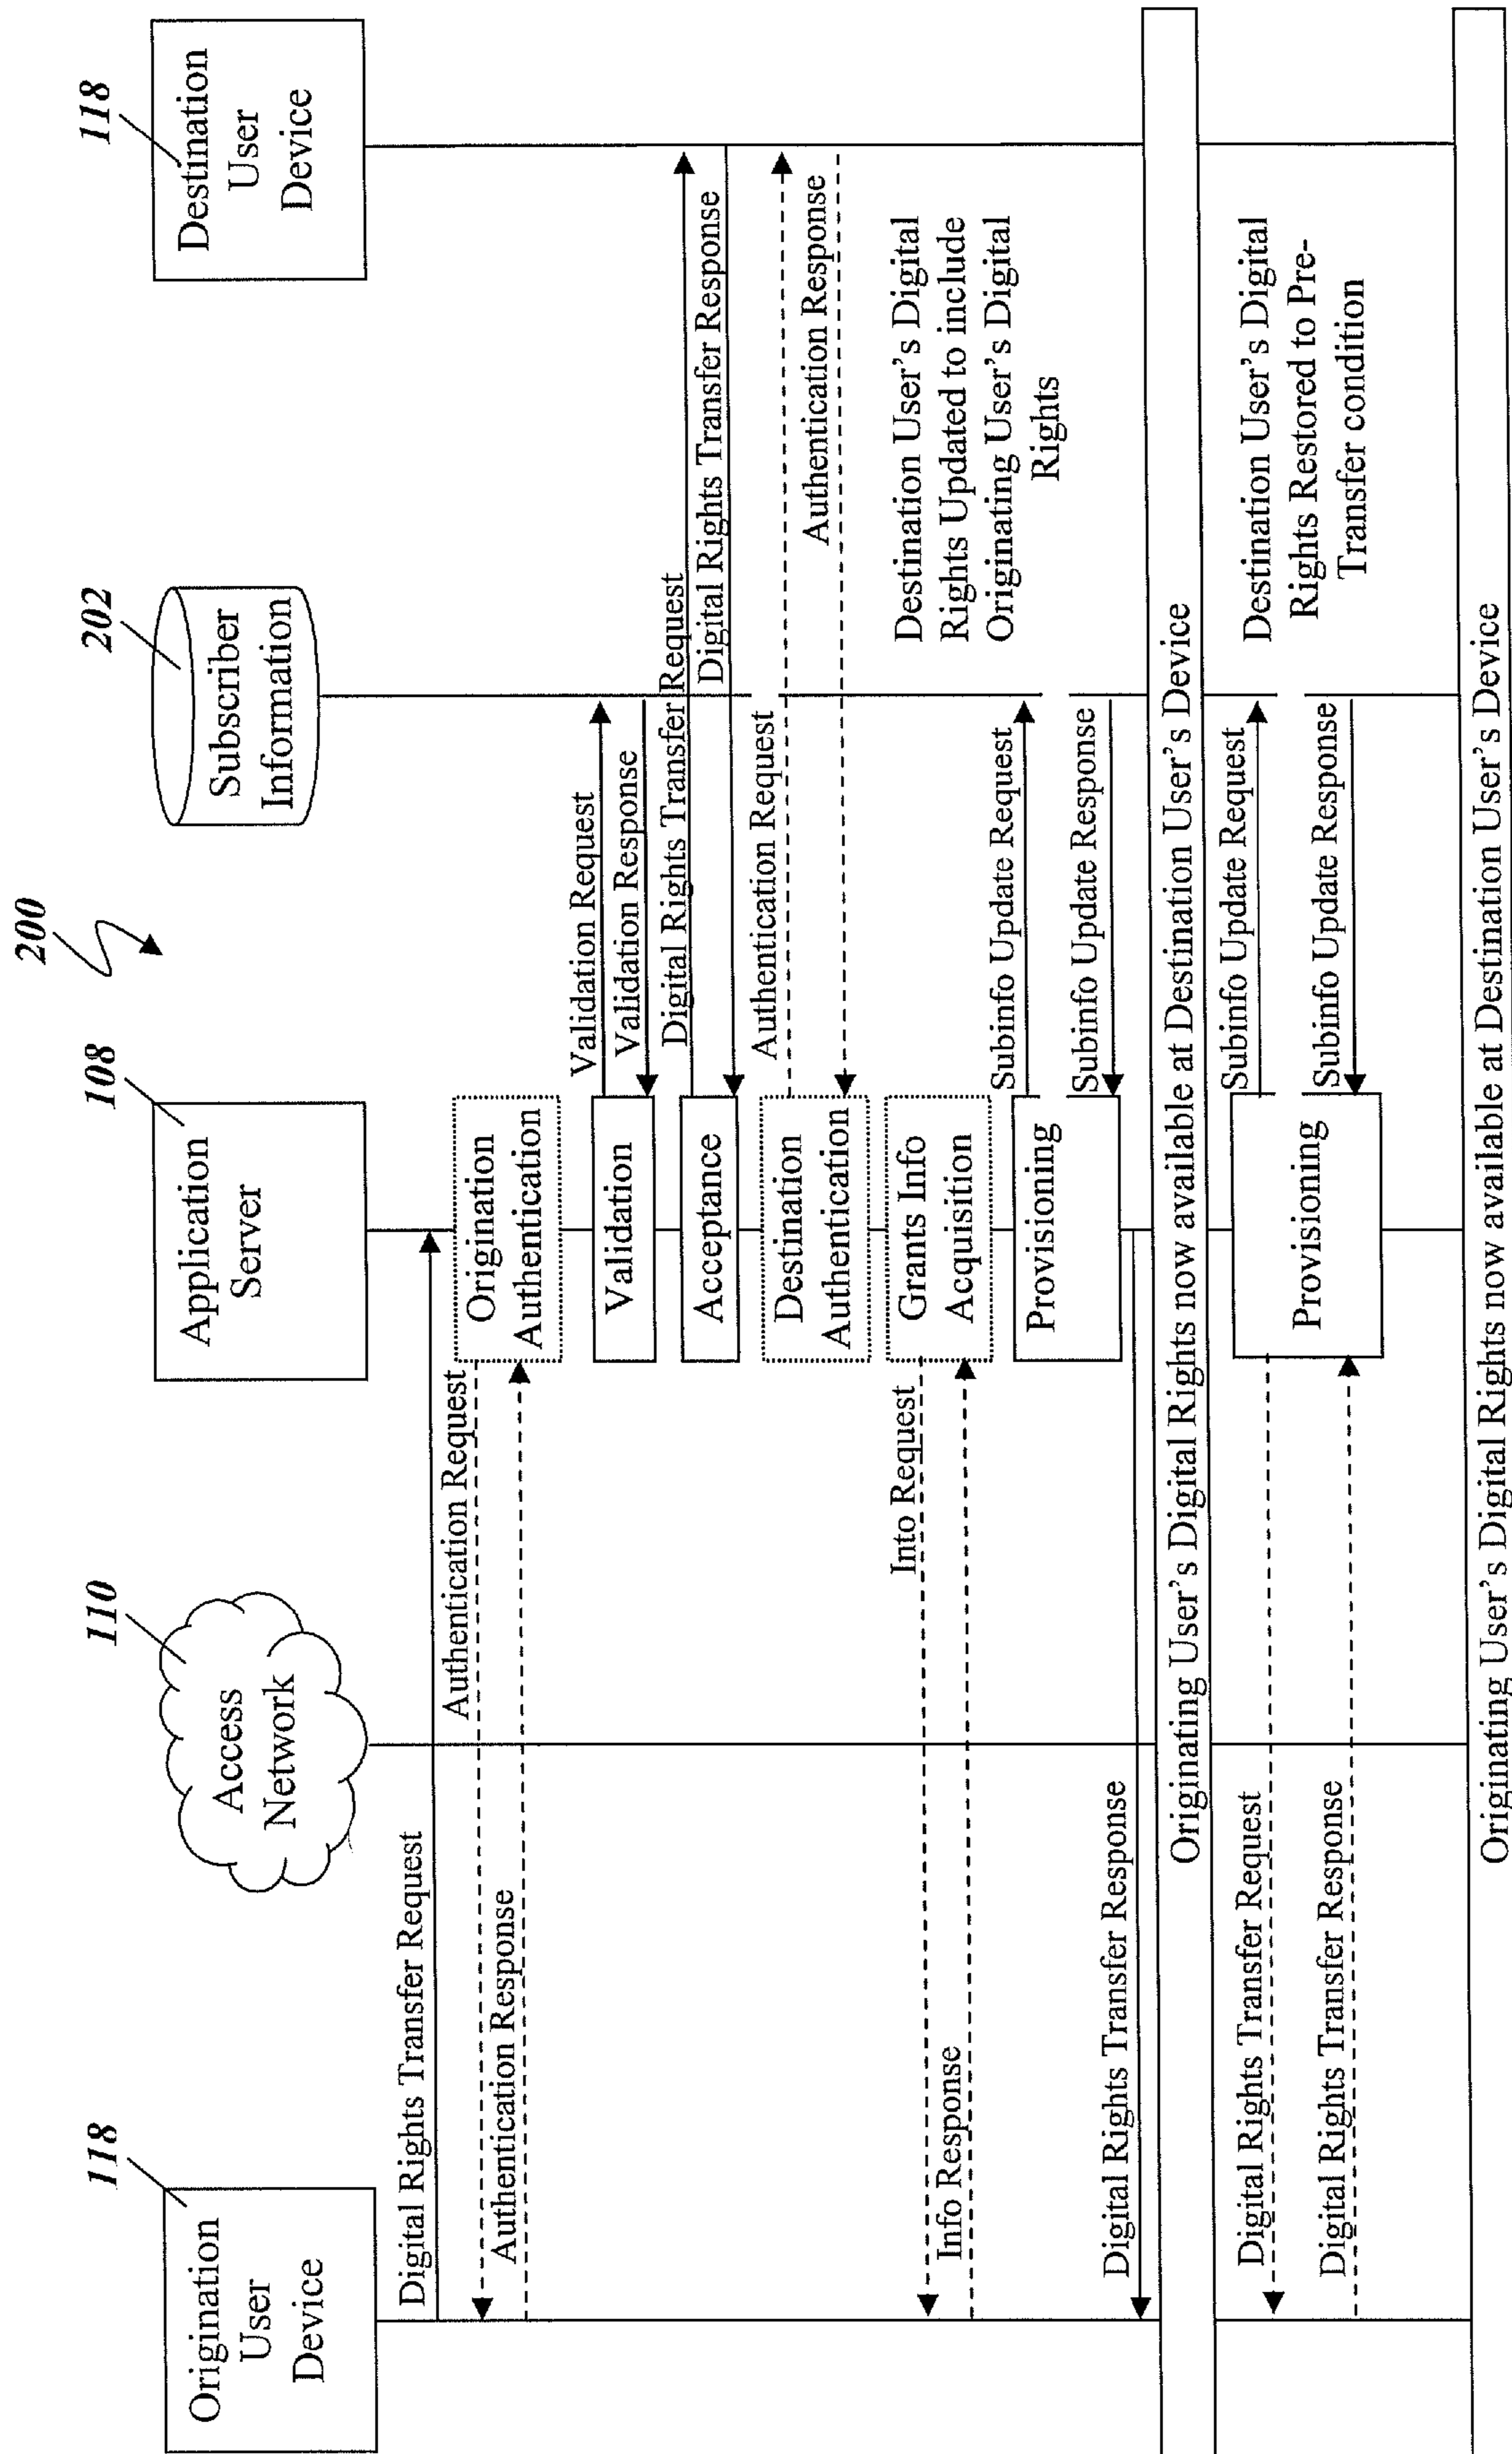 200
118
Origination
User
Device
110
Access
Network
108
Application
Server
202
Subscriber
Information
118
Destination
User
Device
Digital Rights Transfer Request
Authentication Request
Authentication Response
Origination
Authentication
Validation Request
Validation
Validation Response
Digital Rights Transfer Request
Acceptance
Digital Rights Transfer Response
Authentication Request
Destination
Authentication
Authentication Response
Into Request
Grants Info
Acquisition
Info Response
Destination User's Digital
Rights Updated to include
Originating User's Digital
Rights
Subinfo Update Request
Provisioning
Subinfo Update Response
Digital Rights Transfer Response
Originating User's Digital Rights now available at Destination User's Device
Digital Rights Transfer Request
Subinfo Update Request
Provisioning
Destination User's Digital
Rights Restored to Pre-
Transfer condition
Digital Rights Transfer Response
Subinfo Update Response
Originating User's Digital Rights now available at Destination User's Device